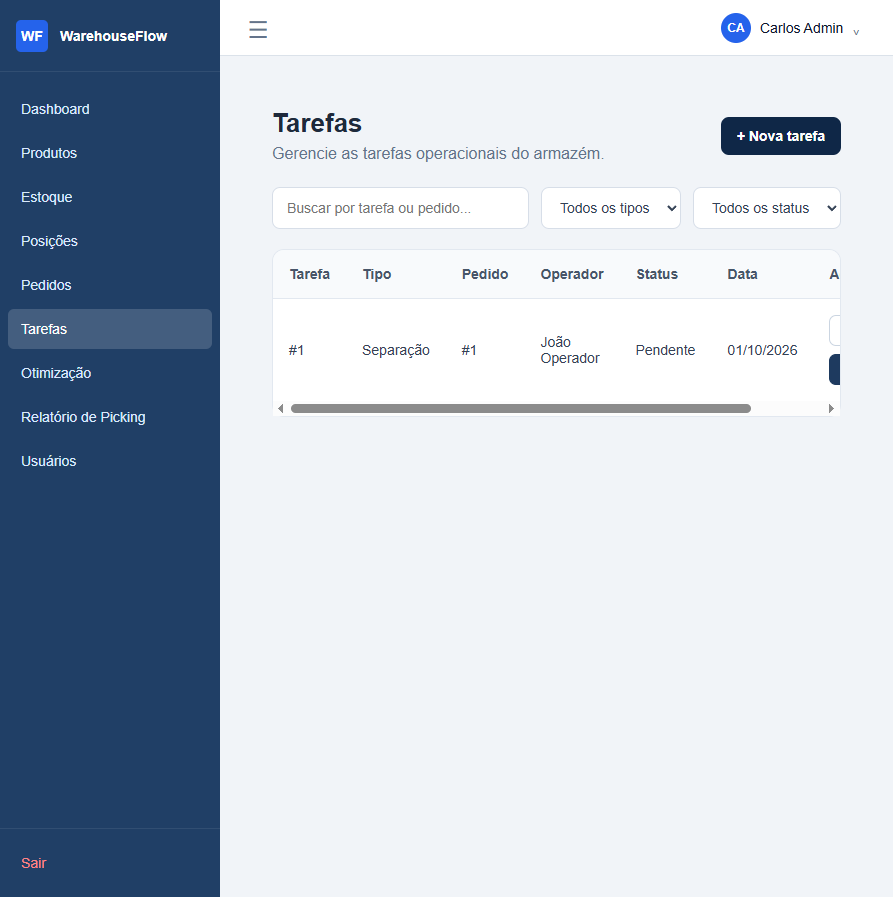 WF WarehouseFlow
☰
CA Carlos Admin v
Dashboard
Produtos
Estoque
Posições
Pedidos
Tarefas
Otimização
Relatório de Picking
Usuários
Sair
Tarefas
Gerencie as tarefas operacionais do armazém.
+ Nova tarefa
Buscar por tarefa ou pedido...
Todos os tipos
Todos os status
Tarefa Tipo Pedido Operador Status Data A
#1 Separação #1 João Operador Pendente 01/10/2026